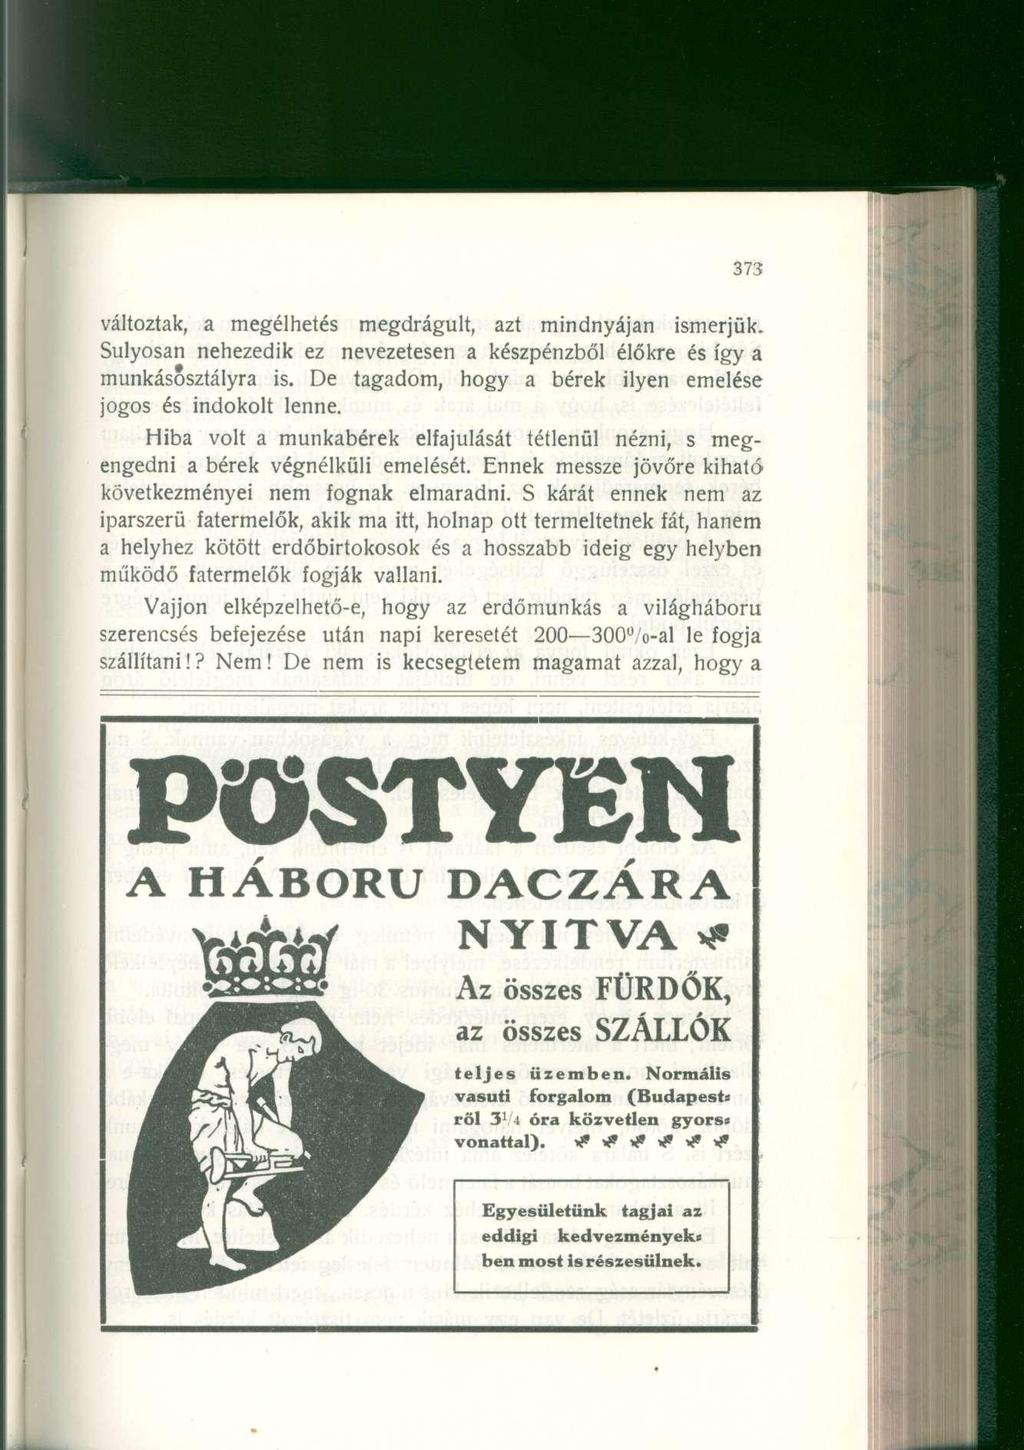 373
változtak, a megélhetés megdrágult, azt mindnyájan ismerjük.
Sulyosan nehezedik ez nevezetesen a készpénzből élőkre és így a
munkásosztályra is. De tagadom, hogy a bérek ilyen emelése
jogos és indokolt lenne.
Hiba volt a munkabérek elfajulását tétlenül nézni, s meg-
engedni a bérek végnélküli emelését. Ennek messze jövőre kiható
következményei nem fognak elmaradni. S kárát ennek nem az
iparszerü fatermelők, akik ma itt, holnap ott termeltetnek fát, hanem
a helyhez kötött erdőbirtokosok és a hosszabb ideig egy helyben
működő fatermelők fogják vallani.
Vajjon elképzelhető-e, hogy az erdőmunkás a világháboru
szerencsés befejezése után napi keresetét 200—300%-al le fogja
szállítani!? Nem! De nem is kecsegtetem magamat azzal, hogy a
PÖSTYÉN
A HÁBORU DACZÁRA
NYITVA
Az összes FÜRDŐK,
az összes SZÁLLÓK
teljes üzemben. Normális
vasuti forgalom (Budapest-
ről 3¼ óra közvetlen gyors-
vonattal).
Egyesületünk tagjai az
eddigi kedvezmények-
ben most is részesülnek.